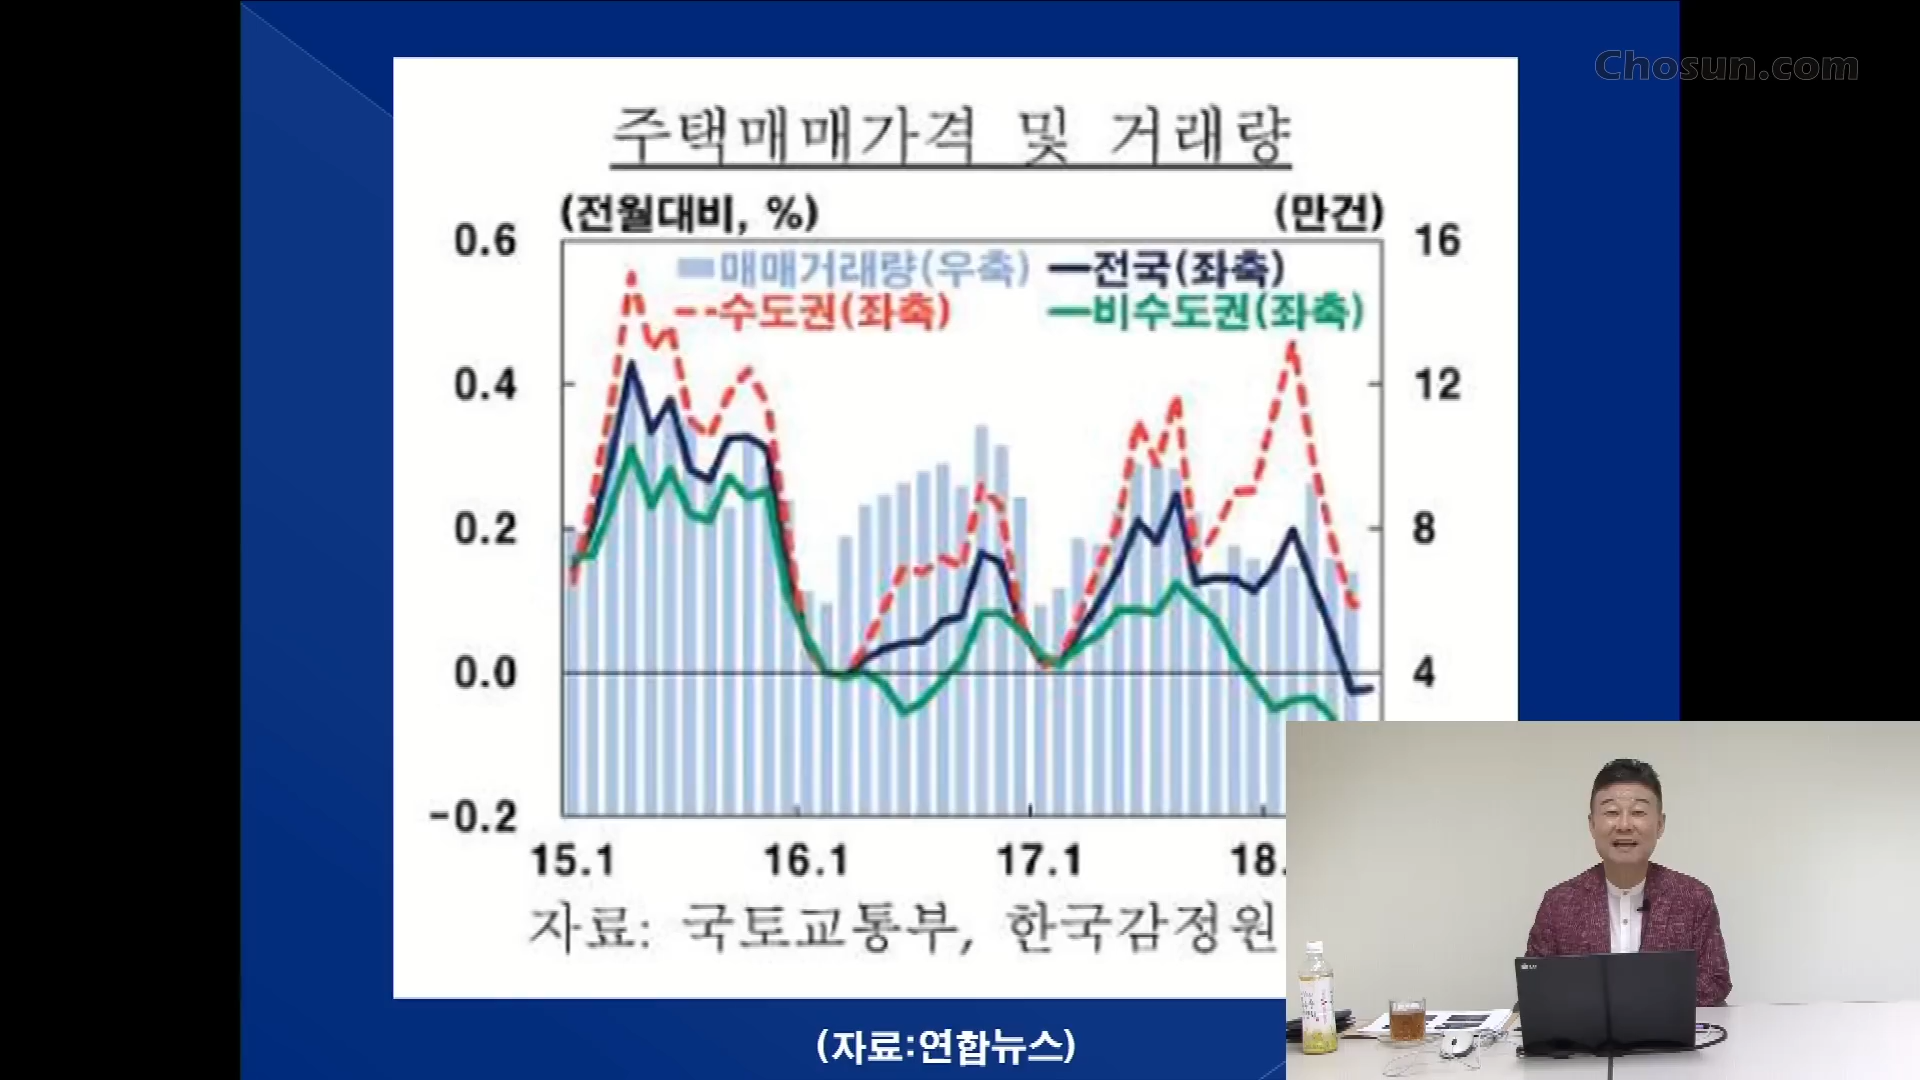 Chosun.com
주택매매가격 및 거래량
(전월대비, %) (만건)
0.6 16
매매거래량(우축) 전국(좌축)
수도권(좌축) 비수도권(좌축)
0.4 12
0.2 8
0.0 4
-0.2
15.1 16.1 17.1 18.
자료: 국토교통부, 한국감정원
(자료:연합뉴스)